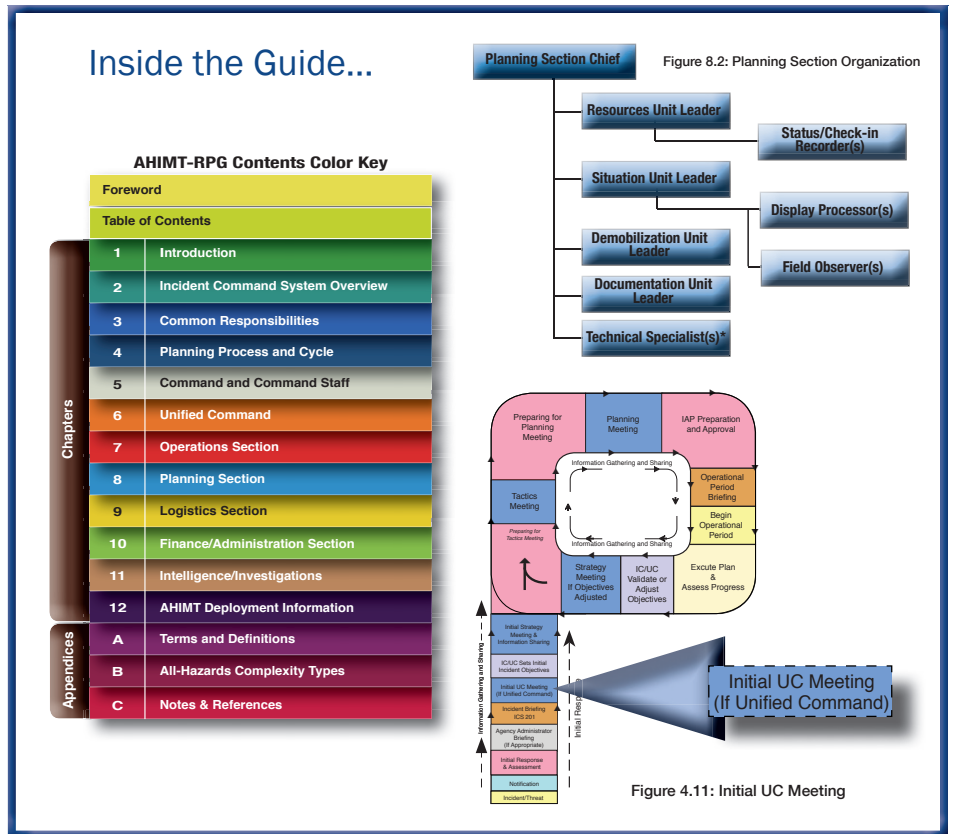 Inside the Guide...
AHIMT-RPG Contents Color Key
Foreword
Table of Contents
Chapters
1 Introduction
2 Incident Command System Overview
3 Common Responsibilities
4 Planning Process and Cycle
5 Command and Command Staff
6 Unified Command
7 Operations Section
8 Planning Section
9 Logistics Section
10 Finance/Administration Section
11 Intelligence/Investigations
12 AHIMT Deployment Information
Appendices
A Terms and Definitions
B All-Hazards Complexity Types
C Notes & References
Planning Section Chief
Figure 8.2: Planning Section Organization
Resources Unit Leader
Status/Check-in
Recorder(s)
Situation Unit Leader
Display Processor(s)
Field Observer(s)
Demobilization Unit
Leader
Documentation Unit
Leader
Technical Specialist(s)*
Preparing for
Planning
Meeting
Planning
Meeting
IAP Preparation
and Approval
Information Gathering and Sharing
Operational
Period
Briefing
Tactics
Meeting
Begin
Operational
Period
Preparing for
Tactics Meeting
Information Gathering and Sharing
Strategy
Meeting
If Objectives
Adjusted
IC/UC
Validate or
Adjust
Objectives
Excute Plan
&
Assess Progress
Information Gathering and Sharing
Initial Strategy
Meeting &
Information Sharing
IC/UC Sets Initial
Incident Objectives
Initial UC Meeting
(If Unified Command)
Incident Briefing
ICS 201
Agency Administrator
Briefing
(If Appropriate)
Initial Response
& Assessment
Notification
Incident/Threat
Initial
Initial UC Meeting
(If Unified Command)
Figure 4.11: Initial UC Meeting